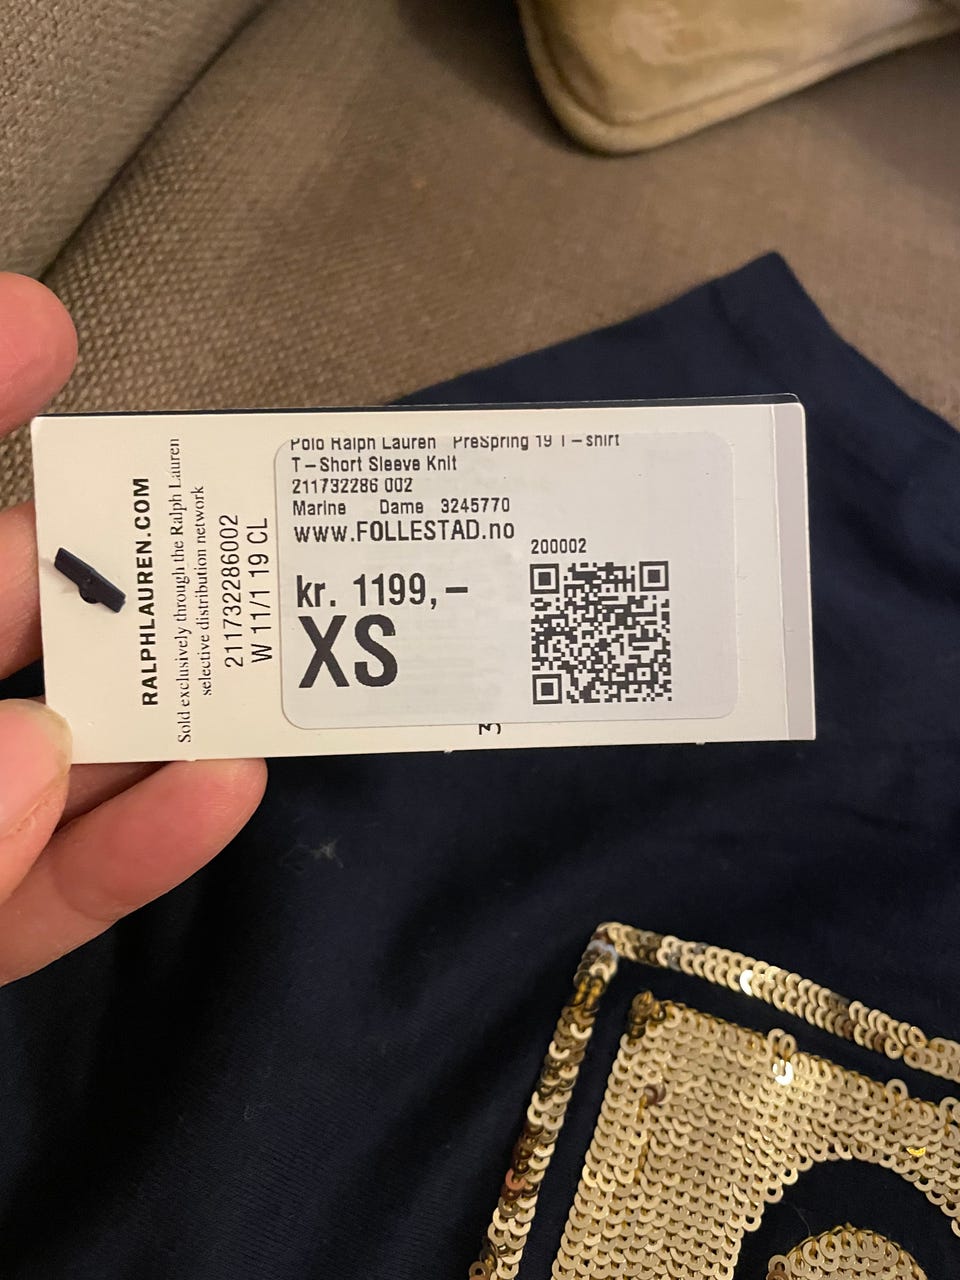 RALPHLAUREN.COM
Sold exclusively through the Ralph Lauren
selective distribution network
211732286002
W 11/1 19 CL
Polo Ralph Lauren PreSpring 19 T-shirt
T-Short Sleeve Knit
211732286 002
Marine Dame 3245770
www.FOLLESTAD.no
200002
kr. 1199,-
XS